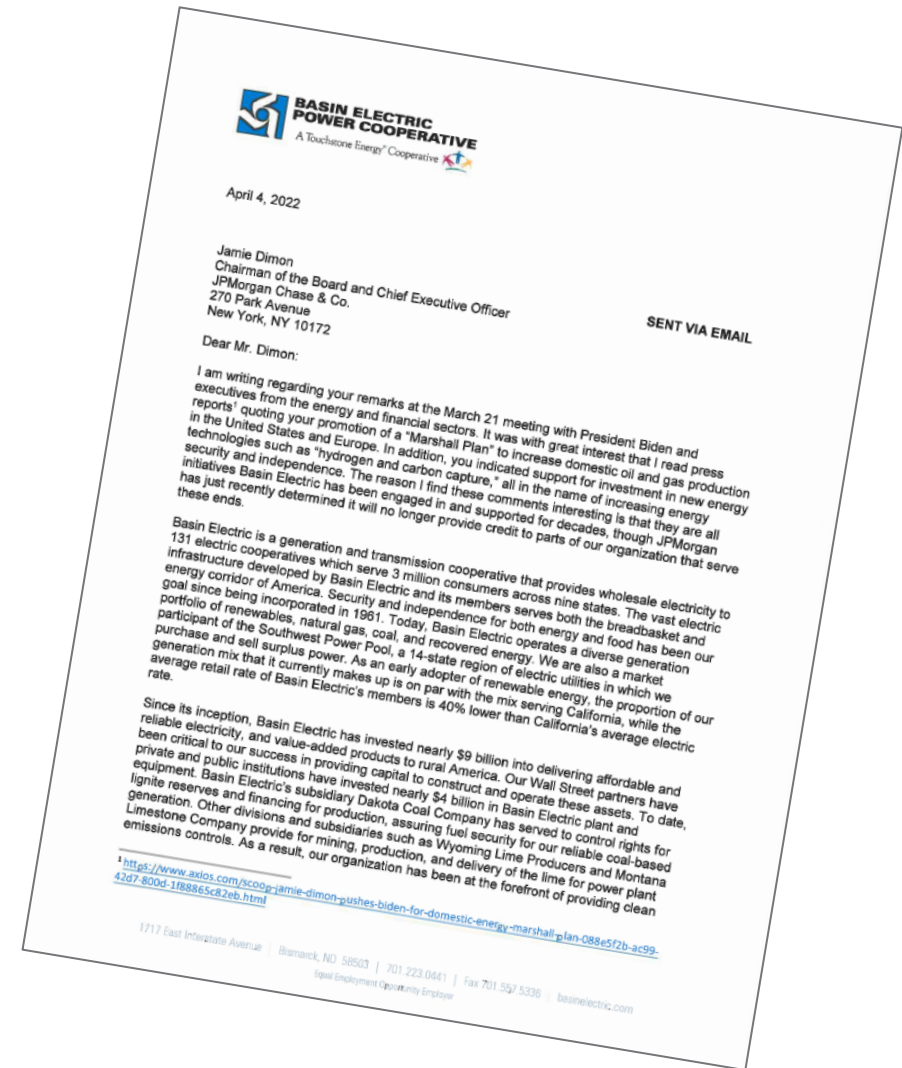 BASIN ELECTRIC
POWER COOPERATIVE
A Touchstone Energy® Cooperative
April 4, 2022
Jamie Dimon
Chairman of the Board and Chief Executive Officer
JPMorgan Chase & Co.
270 Park Avenue
New York, NY 10172
SENT VIA EMAIL
Dear Mr. Dimon:
I am writing regarding your remarks at the March 21 meeting with President Biden and
executives from the energy and financial sectors. It was with great interest that I read press
reports¹ quoting your promotion of a “Marshall Plan” to increase domestic oil and gas production
in the United States and Europe. In addition, you indicated support for investment in new energy
technologies such as “hydrogen and carbon capture,” all in the name of increasing energy
security and independence. The reason I find these comments interesting is that they are all
initiatives Basin Electric has been engaged in and supported for decades, though JPMorgan
has just recently determined it will no longer provide credit to parts of our organization that serve
these ends.
Basin Electric is a generation and transmission cooperative that provides wholesale electricity to
131 electric cooperatives which serve 3 million consumers across nine states. The vast electric
infrastructure developed by Basin Electric and its members serves both the breadbasket and
energy corridor of America. Security and independence for both energy and food has been our
goal since being incorporated in 1961. Today, Basin Electric operates a diverse generation
portfolio of renewables, natural gas, coal, and recovered energy. We are also a market
participant of the Southwest Power Pool, a 14-state region of electric utilities in which we
purchase and sell surplus power. As an early adopter of renewable energy, the proportion of our
generation mix that it currently makes up is on par with the mix serving California, while the
average retail rate of Basin Electric’s members is 40% lower than California’s average electric
rate.
Since its inception, Basin Electric has invested nearly $9 billion into delivering affordable and
reliable electricity, and value-added products to rural America. Our Wall Street partners have
been critical to our success in providing capital to construct and operate these assets. To date,
private and public institutions have invested nearly $4 billion in Basin Electric plant and
equipment. Basin Electric’s subsidiary Dakota Coal Company has served to control rights for
lignite reserves and financing for production, assuring fuel security for our reliable coal-based
generation. Other divisions and subsidiaries such as Wyoming Lime Producers and Montana
Limestone Company provide for mining, production, and delivery of the lime for power plant
emissions controls. As a result, our organization has been at the forefront of providing clean
¹ https://www.axios.com/scoop-jamie-dimon-pushes-biden-for-domestic-energy-marshall-plan-088e5f2b-ac99-
42d7-800d-1f88865c82eb.html
1717 East Interstate Avenue | Bismarck, ND 58503 | 701.223.0441 | Fax 701.557.5336 | basinelectric.com
Equal Employment Opportunity Employer